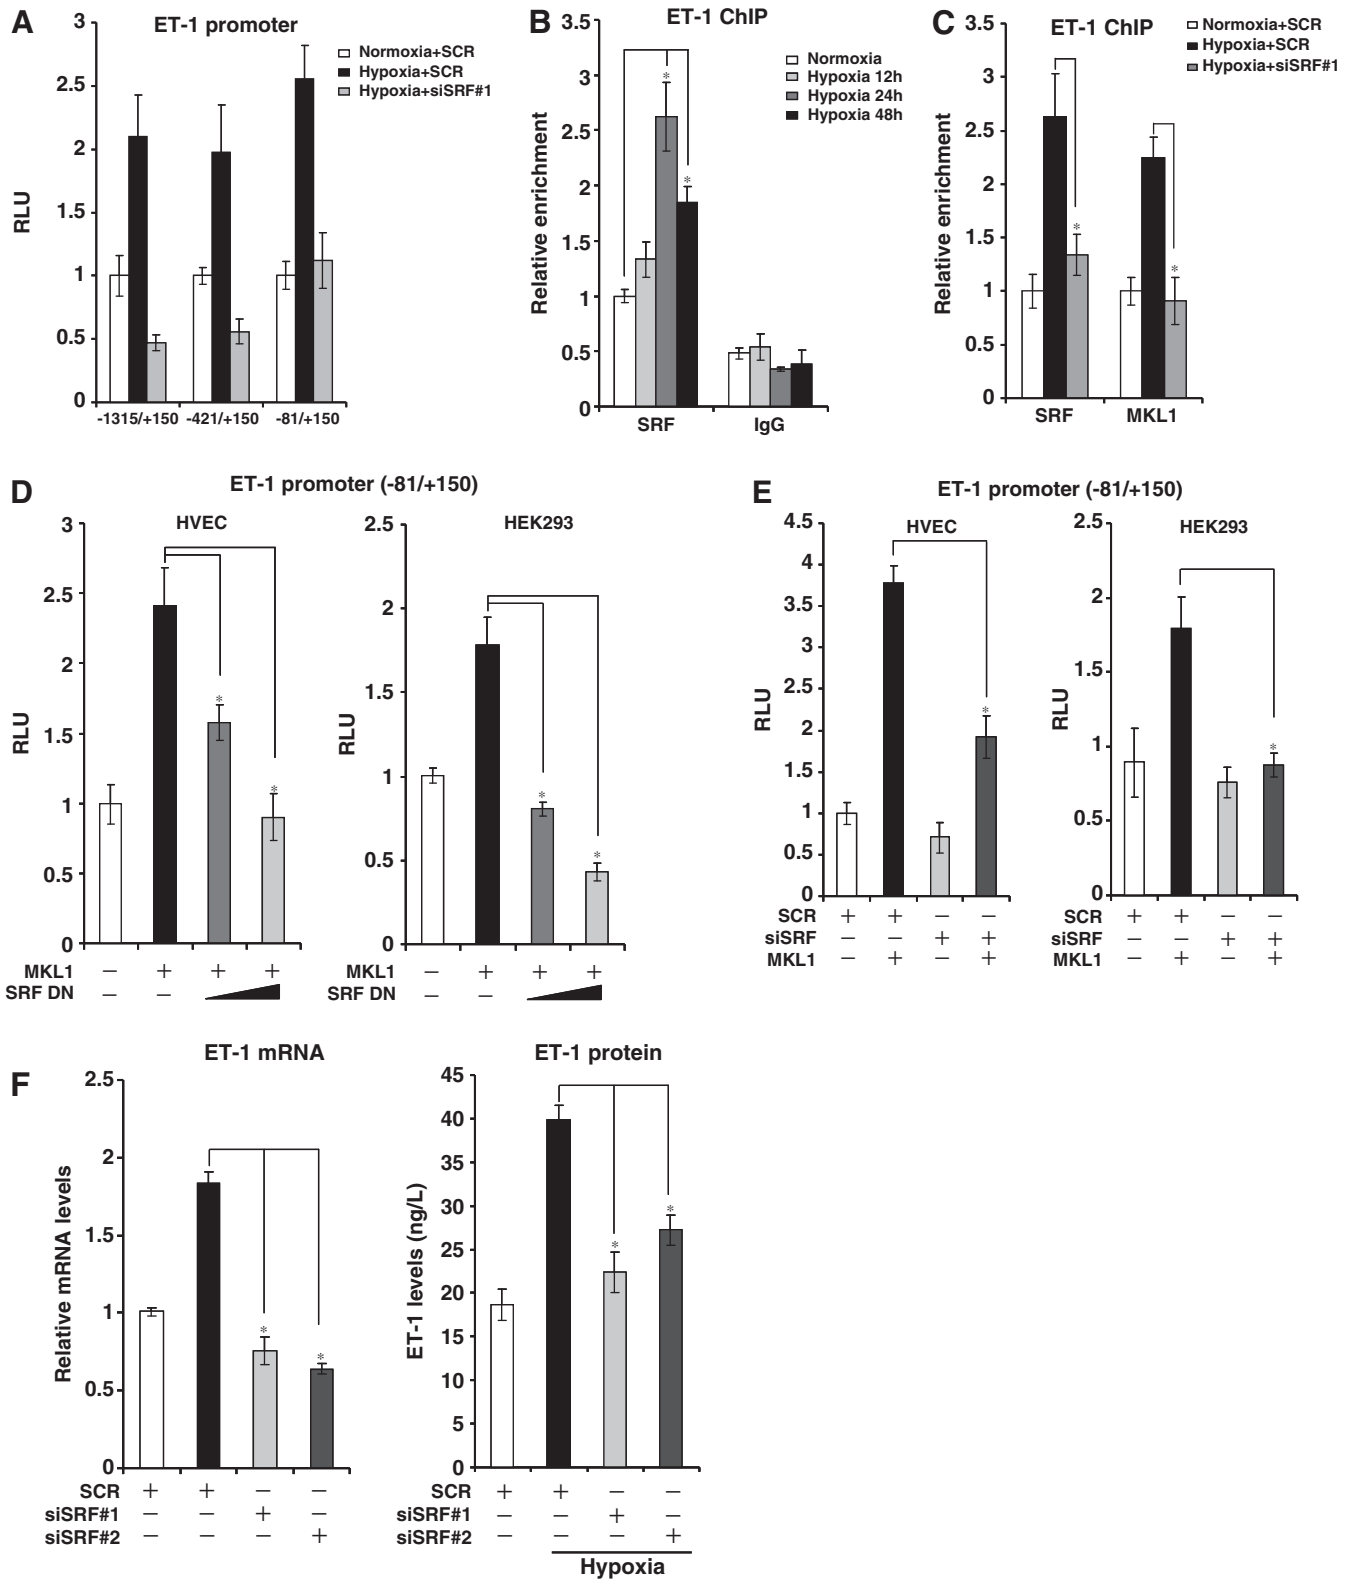 A
ET-1 promoter
Normoxia+SCR
Hypoxia+SCR
Hypoxia+siSRF#1
RLU
3
2.5
2
1.5
1
0.5
0
-1315/+150 -421/+150 -81/+150
B
ET-1 ChIP
Normoxia
Hypoxia 12h
Hypoxia 24h
Hypoxia 48h
Relative enrichment
3.5
3
2.5
2
1.5
1
0.5
0
* *
SRF IgG
C
ET-1 ChIP
Normoxia+SCR
Hypoxia+SCR
Hypoxia+siSRF#1
Relative enrichment
3.5
3
2.5
2
1.5
1
0.5
0
* *
SRF MKL1
D
ET-1 promoter (-81/+150)
HVEC
RLU
3
2.5
2
1.5
1
0.5
0
* *
MKL1 − + + +
SRF DN − −
HEK293
RLU
2.5
2
1.5
1
0.5
0
* *
MKL1 − + + +
SRF DN − −
E
ET-1 promoter (-81/+150)
HVEC
RLU
4.5
4
3.5
3
2.5
2
1.5
1
0.5
0
*
SCR + + − −
siSRF − − + +
MKL1 − + − +
HEK293
RLU
2.5
2
1.5
1
0.5
0
*
SCR + + − −
siSRF − − + +
MKL1 − + − +
F
ET-1 mRNA
Relative mRNA levels
2.5
2
1.5
1
0.5
0
* *
SCR + + − −
siSRF#1 − − + −
siSRF#2 − − − +
ET-1 protein
ET-1 levels (ng/L)
45
40
35
30
25
20
15
10
5
0
* *
SCR + + − −
siSRF#1 − − + −
siSRF#2 − − − +
Hypoxia